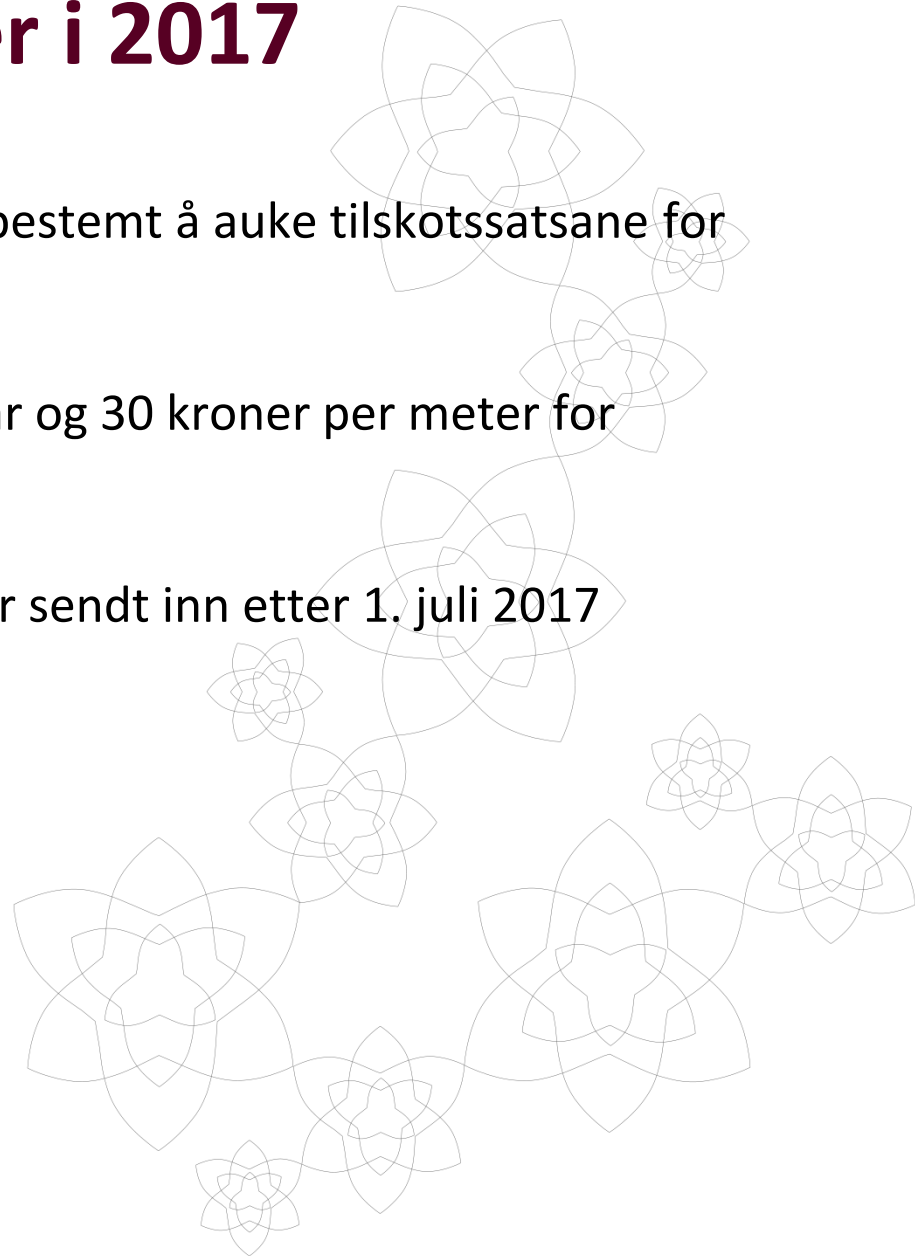 r i 2017
bestemt å auke tilskotssatsane for
r og 30 kroner per meter for
r sendt inn etter 1. juli 2017